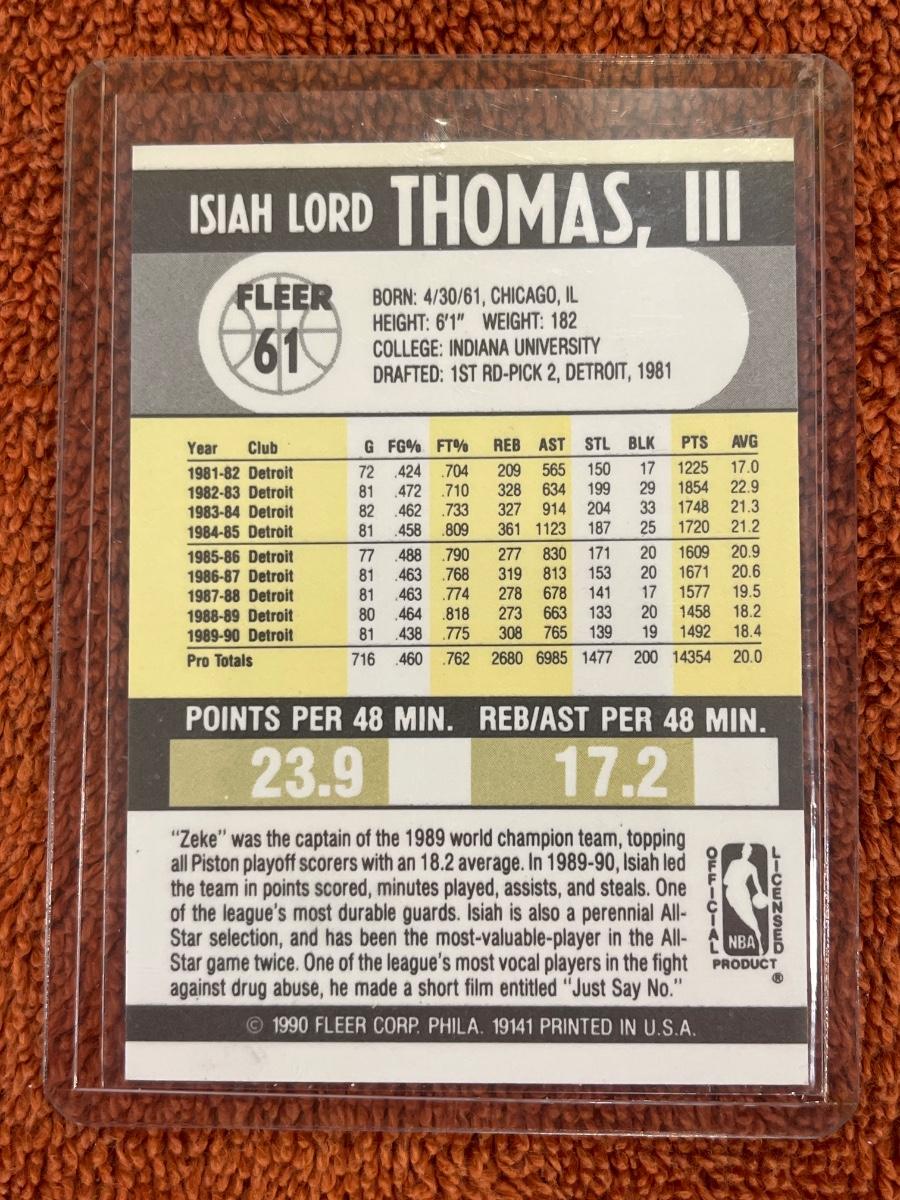 ISIAH LORD THOMAS, III
FLEER
61
BORN: 4/30/61, CHICAGO, IL
HEIGHT: 6'1" WEIGHT: 182
COLLEGE: INDIANA UNIVERSITY
DRAFTED: 1ST RD-PICK 2, DETROIT, 1981
Year Club G FG% FT% REB AST STL BLK PTS AVG
1981-82 Detroit 72 .424 .704 209 565 150 17 1225 17.0
1982-83 Detroit 81 .472 .710 328 634 199 29 1854 22.9
1983-84 Detroit 82 .462 .733 327 914 204 33 1748 21.3
1984-85 Detroit 81 .458 .809 361 1123 187 25 1720 21.2
1985-86 Detroit 77 .488 .790 277 830 171 20 1609 20.9
1986-87 Detroit 81 .463 .768 319 813 153 20 1671 20.6
1987-88 Detroit 81 .463 .774 278 678 141 17 1577 19.5
1988-89 Detroit 80 .464 .818 273 663 133 20 1458 18.2
1989-90 Detroit 81 .438 .775 308 765 139 19 1492 18.4
Pro Totals 716 .460 .762 2680 6985 1477 200 14354 20.0
POINTS PER 48 MIN. REB/AST PER 48 MIN.
23.9 17.2
"Zeke" was the captain of the 1989 world champion team, topping
all Piston playoff scorers with an 18.2 average. In 1989-90, Isiah led
the team in points scored, minutes played, assists, and steals. One
of the league's most durable guards. Isiah is also a perennial All-
Star selection, and has been the most-valuable-player in the All-
Star game twice. One of the league's most vocal players in the fight
against drug abuse, he made a short film entitled "Just Say No."
OFFICIAL LICENSED
NBA
PRODUCT
®
© 1990 FLEER CORP. PHILA. 19141 PRINTED IN U.S.A.